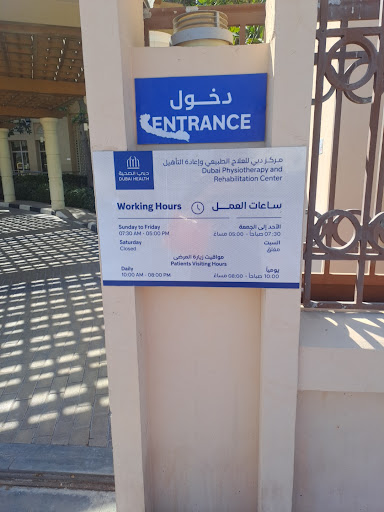 دخول
ENTRANCE
دبي الصحية
DUBAI HEALTH
مركز دبي للعلاج الطبيعي وإعادة التأهيل
Dubai Physiotherapy and
Rehabilitation Center
Working Hours
ساعات العمل
Sunday to Friday
07:30 AM - 05:00 PM
الأحد إلى الجمعة
07:30 صباحاً - 05:00 مساءً
Saturday
Closed
السبت
مغلق
مواقيت زيارة المرضى
Patients Visiting Hours
Daily
10:00 AM - 08:00 PM
يومياً
10:00 صباحاً - 08:00 مساءً